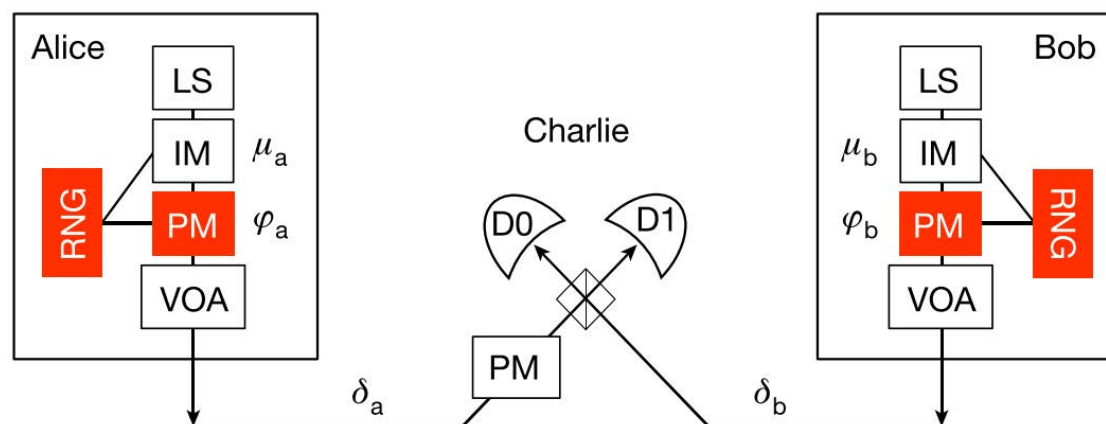 Alice
LS
IM
μa
RNG
PM
φa
VOA
δa
Charlie
D0
D1
PM
δb
Bob
LS
μb
IM
φb
PM
RNG
VOA